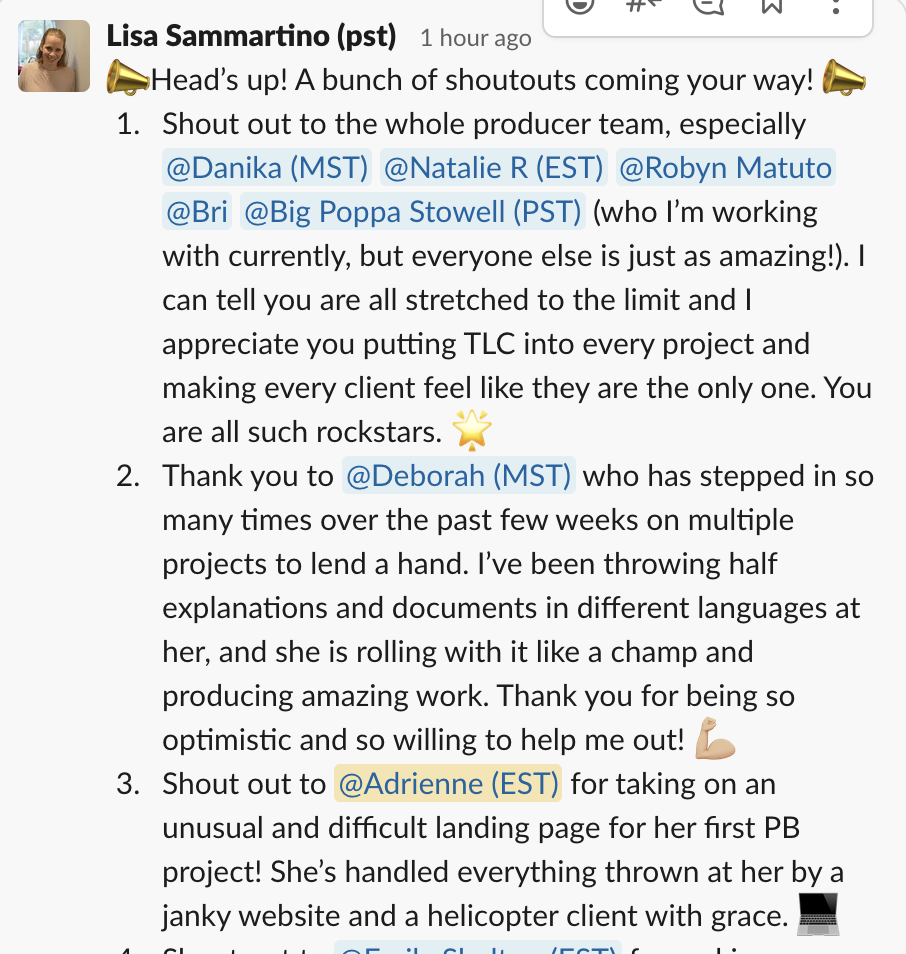 Lisa Sammartino (pst) 1 hour ago
Head's up! A bunch of shoutouts coming your way!
1. Shout out to the whole producer team, especially
@Danika (MST) @Natalie R (EST) @Robyn Matuto
@Bri @Big Poppa Stowell (PST) (who I'm working
with currently, but everyone else is just as amazing!). I
can tell you are all stretched to the limit and I
appreciate you putting TLC into every project and
making every client feel like they are the only one. You
are all such rockstars.
2. Thank you to @Deborah (MST) who has stepped in so
many times over the past few weeks on multiple
projects to lend a hand. I've been throwing half
explanations and documents in different languages at
her, and she is rolling with it like a champ and
producing amazing work. Thank you for being so
optimistic and so willing to help me out!
3. Shout out to @Adrienne (EST) for taking on an
unusual and difficult landing page for her first PB
project! She's handled everything thrown at her by a
janky website and a helicopter client with grace.